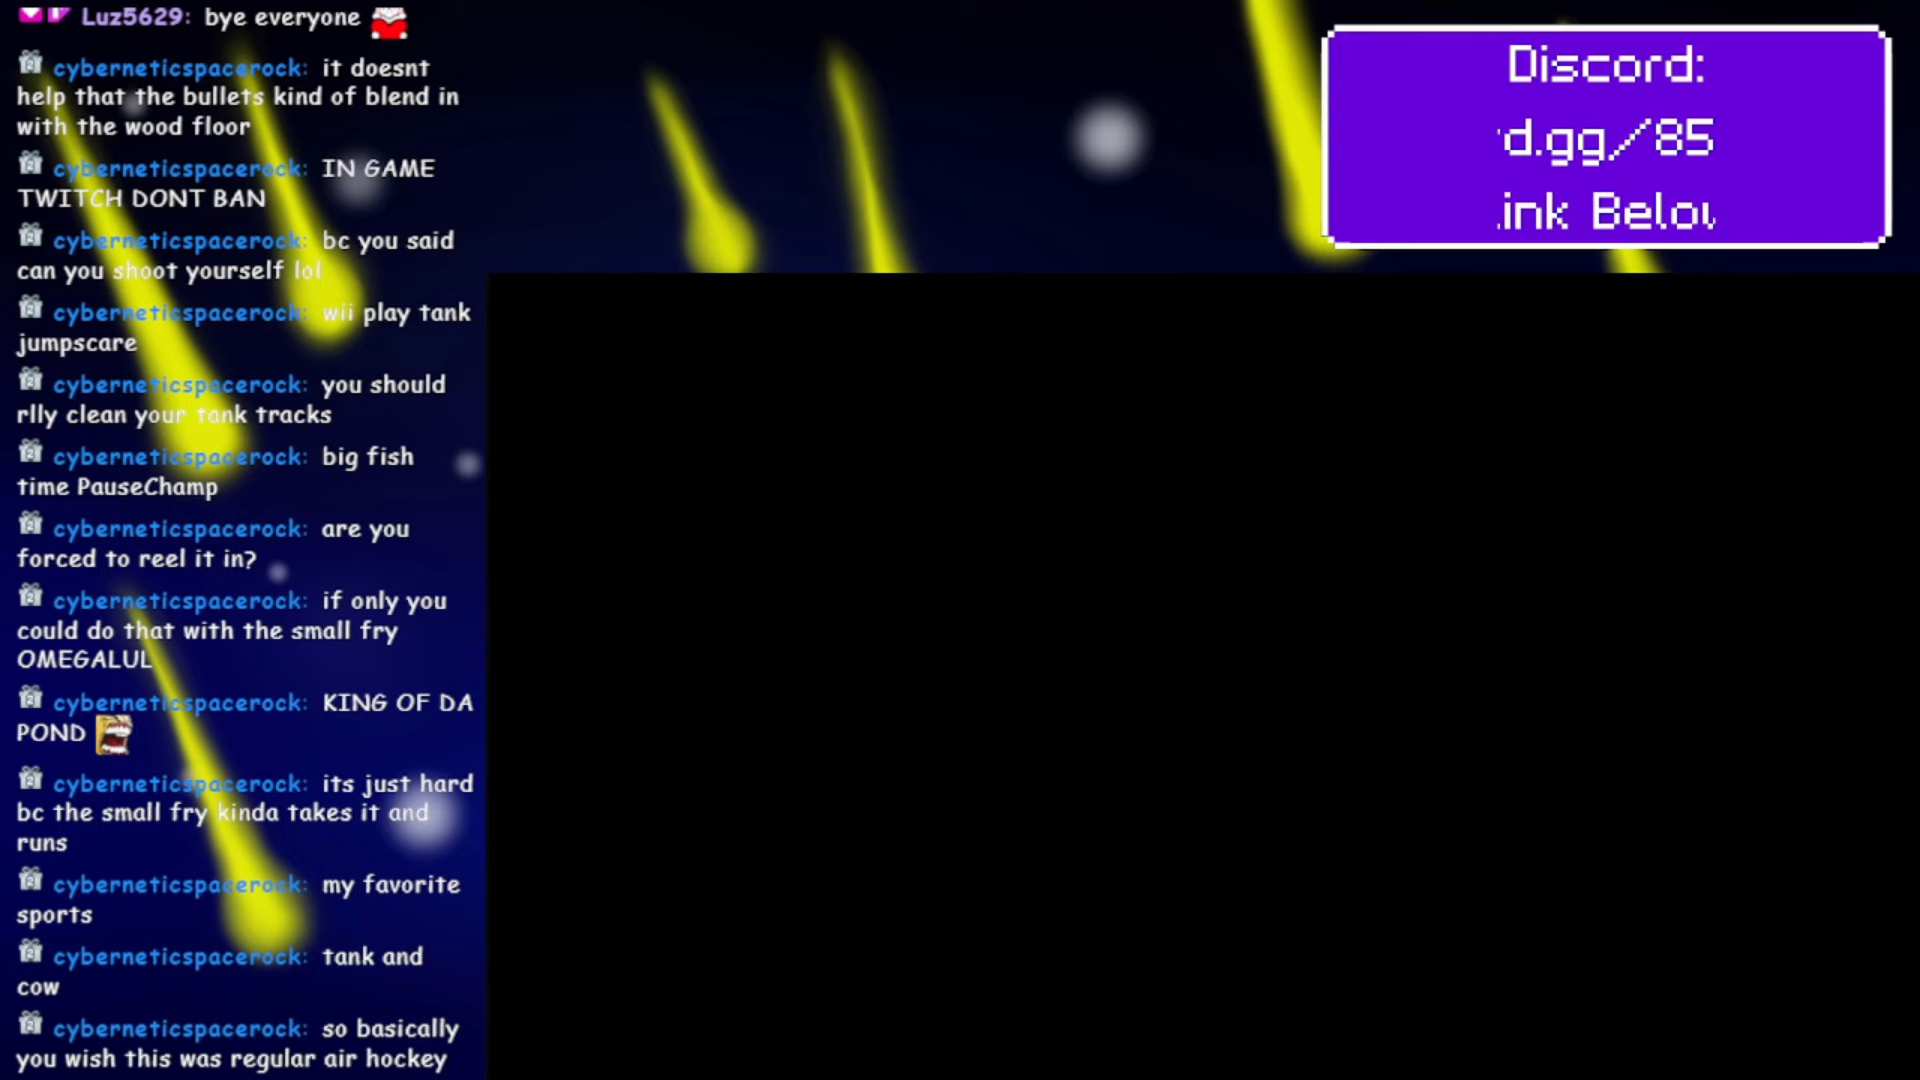 Luz5629: bye everyone
cyberneticspacerock: it doesnt
help that the bullets kind of blend in
with the wood floor
cyberneticspacerock: IN GAME
TWITCH DONT BAN
cyberneticspacerock: bc you said
can you shoot yourself lol
cyberneticspacerock: wii play tank
jumpscare
cyberneticspacerock: you should
rlly clean your tank tracks
cyberneticspacerock: big fish
time PauseChamp
cyberneticspacerock: are you
forced to reel it in?
cyberneticspacerock: if only you
could do that with the small fry
OMEGALUL
cyberneticspacerock: KING OF DA
POND
cyberneticspacerock: its just hard
bc the small fry kinda takes it and
runs
cyberneticspacerock: my favorite
sports
cyberneticspacerock: tank and
cow
cyberneticspacerock: so basically
you wish this was regular air hockey
Discord:
d.gg/85
ink Belo